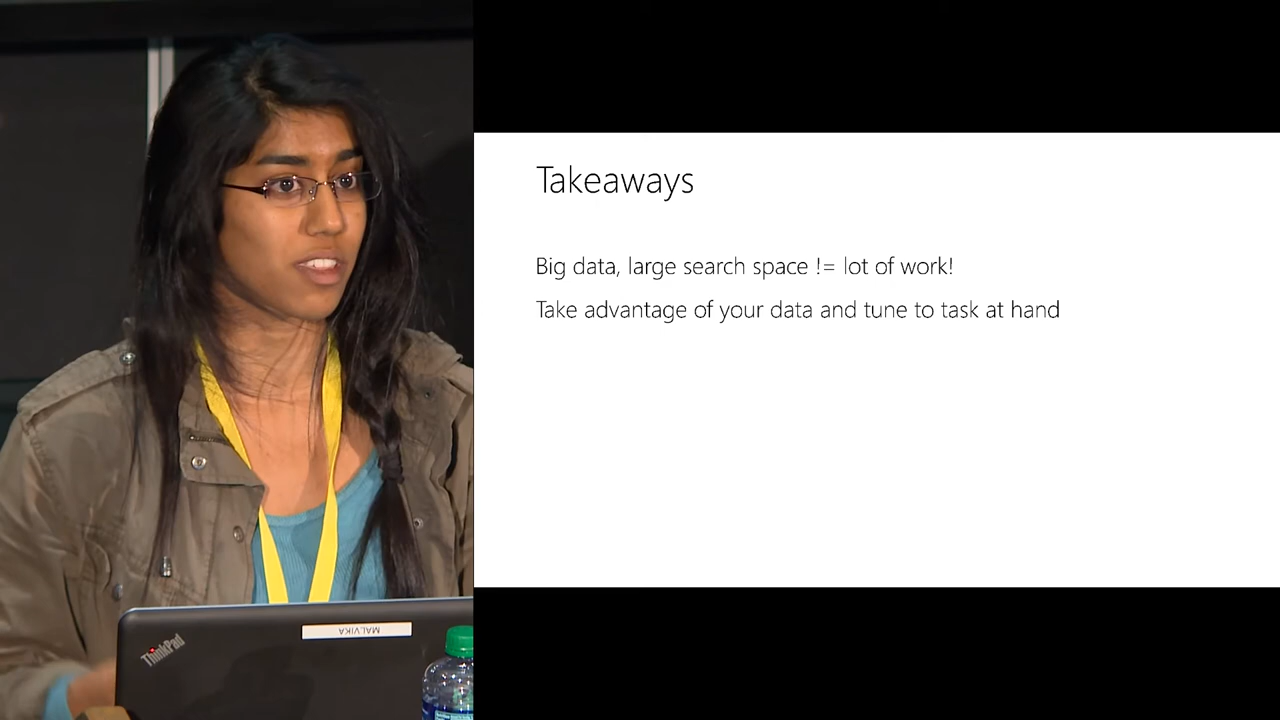 Takeaways
Big data, large search space != lot of work!
Take advantage of your data and tune to task at hand
ThinkPad
MALVIKA